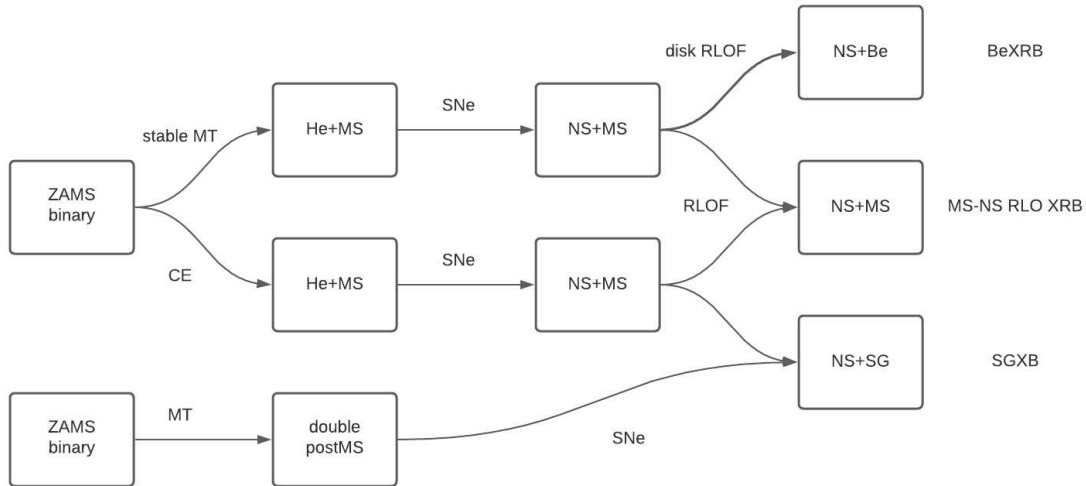 disk RLOF
NS+Be
BeXRB
SNe
stable MT
He+MS
NS+MS
ZAMS
binary
RLOF
NS+MS
MS-NS RLO XRB
CE
SNe
He+MS
NS+MS
NS+SG
SGXB
MT
ZAMS
binary
double
postMS
SNe